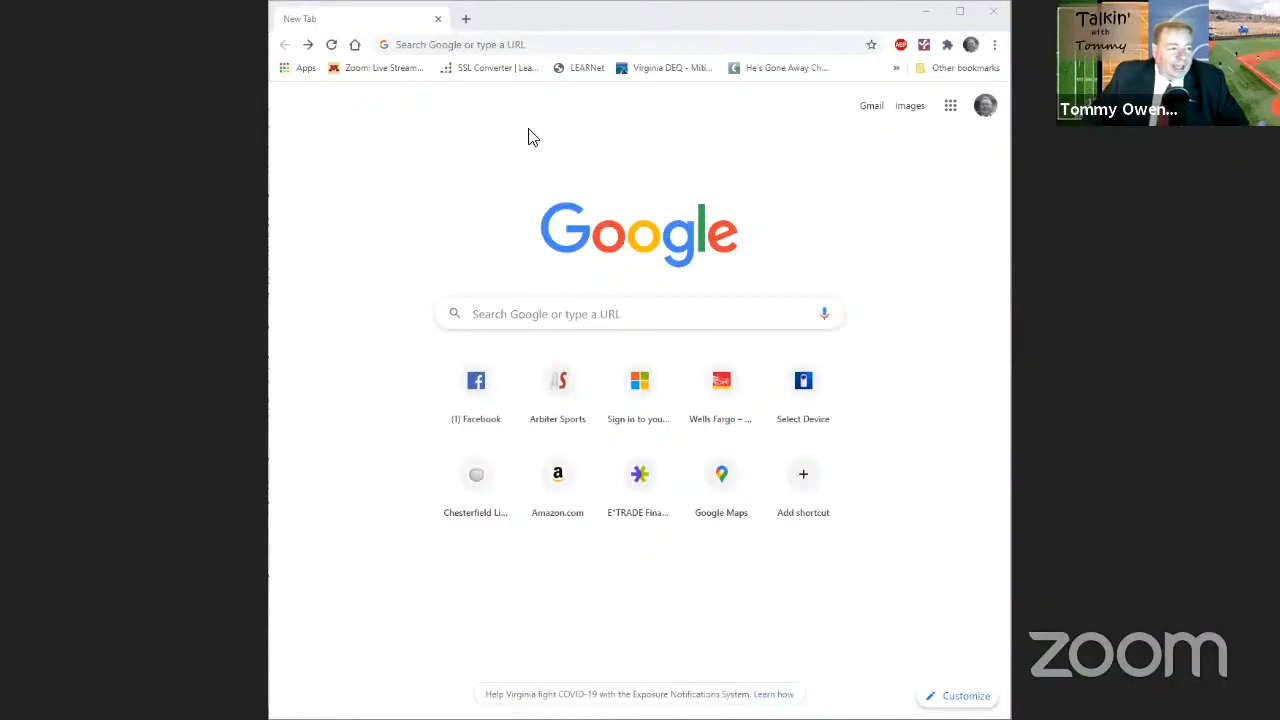 New Tab
Search Google or type a URL
ABP
Apps
Zoom: Live Stream...
SSL Converter | Lea...
LEARNet
Virginia DEQ - Miti...
He's Gone Away Ch...
»
Other bookmarks
Gmail
Images
Google
Search Google or type a URL
(1) Facebook
Arbiter Sports
Sign in to you...
Wells Fargo – ...
Select Device
Chesterfield Li...
Amazon.com
E*TRADE Fina...
Google Maps
Add shortcut
Help Virginia fight COVID-19 with the Exposure Notifications System. Learn how
Customize
Talkin'
with
Tommy
Tommy Owen...
zoom